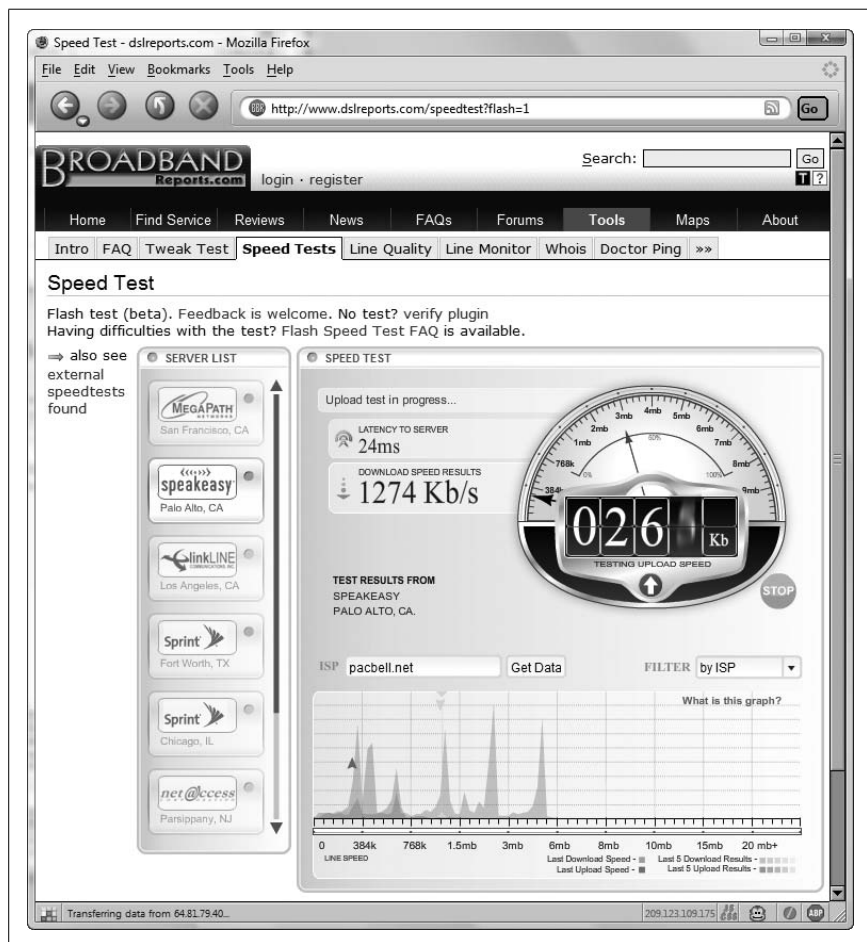 Speed Test - dslreports.com - Mozilla Firefox
File Edit View Bookmarks Tools Help
http://www.dslreports.com/speedtest?flash=1
Go
BROADBAND
Reports.com
login · register
Search:
Go
T ?
Home Find Service Reviews News FAQs Forums Tools Maps About
Intro FAQ Tweak Test Speed Tests Line Quality Line Monitor Whois Doctor Ping »»
Speed Test
Flash test (beta). Feedback is welcome. No test? verify plugin
Having difficulties with the test? Flash Speed Test FAQ is available.
⇒ also see
external
speedtests
found
SERVER LIST
MEGAPATH
NETWORKS
San Francisco, CA
speakeasy
Palo Alto, CA
linkLINE
COMMUNICATIONS, INC.
Los Angeles, CA
Sprint
Fort Worth, TX
Sprint
Chicago, IL
net@ccess
Parsippany, NJ
SPEED TEST
Upload test in progress...
LATENCY TO SERVER
24ms
DOWNLOAD SPEED RESULTS
1274 Kb/s
384k 768k 1mb 2mb 3mb 4mb 5mb 6mb 7mb 8mb 9mb
0% 50% 100%
026 Kb
TESTING UPLOAD SPEED
STOP
TEST RESULTS FROM
SPEAKEASY
PALO ALTO, CA.
ISP pacbell.net Get Data FILTER by ISP
What is this graph?
0 384k 768k 1.5mb 3mb 6mb 8mb 10mb 15mb 20 mb+
LINE SPEED
Last Download Speed - Last 5 Download Results -
Last Upload Speed - Last 5 Upload Results -
Transferring data from 64.81.79.40...
209.123.109.175 JS CSS ABP